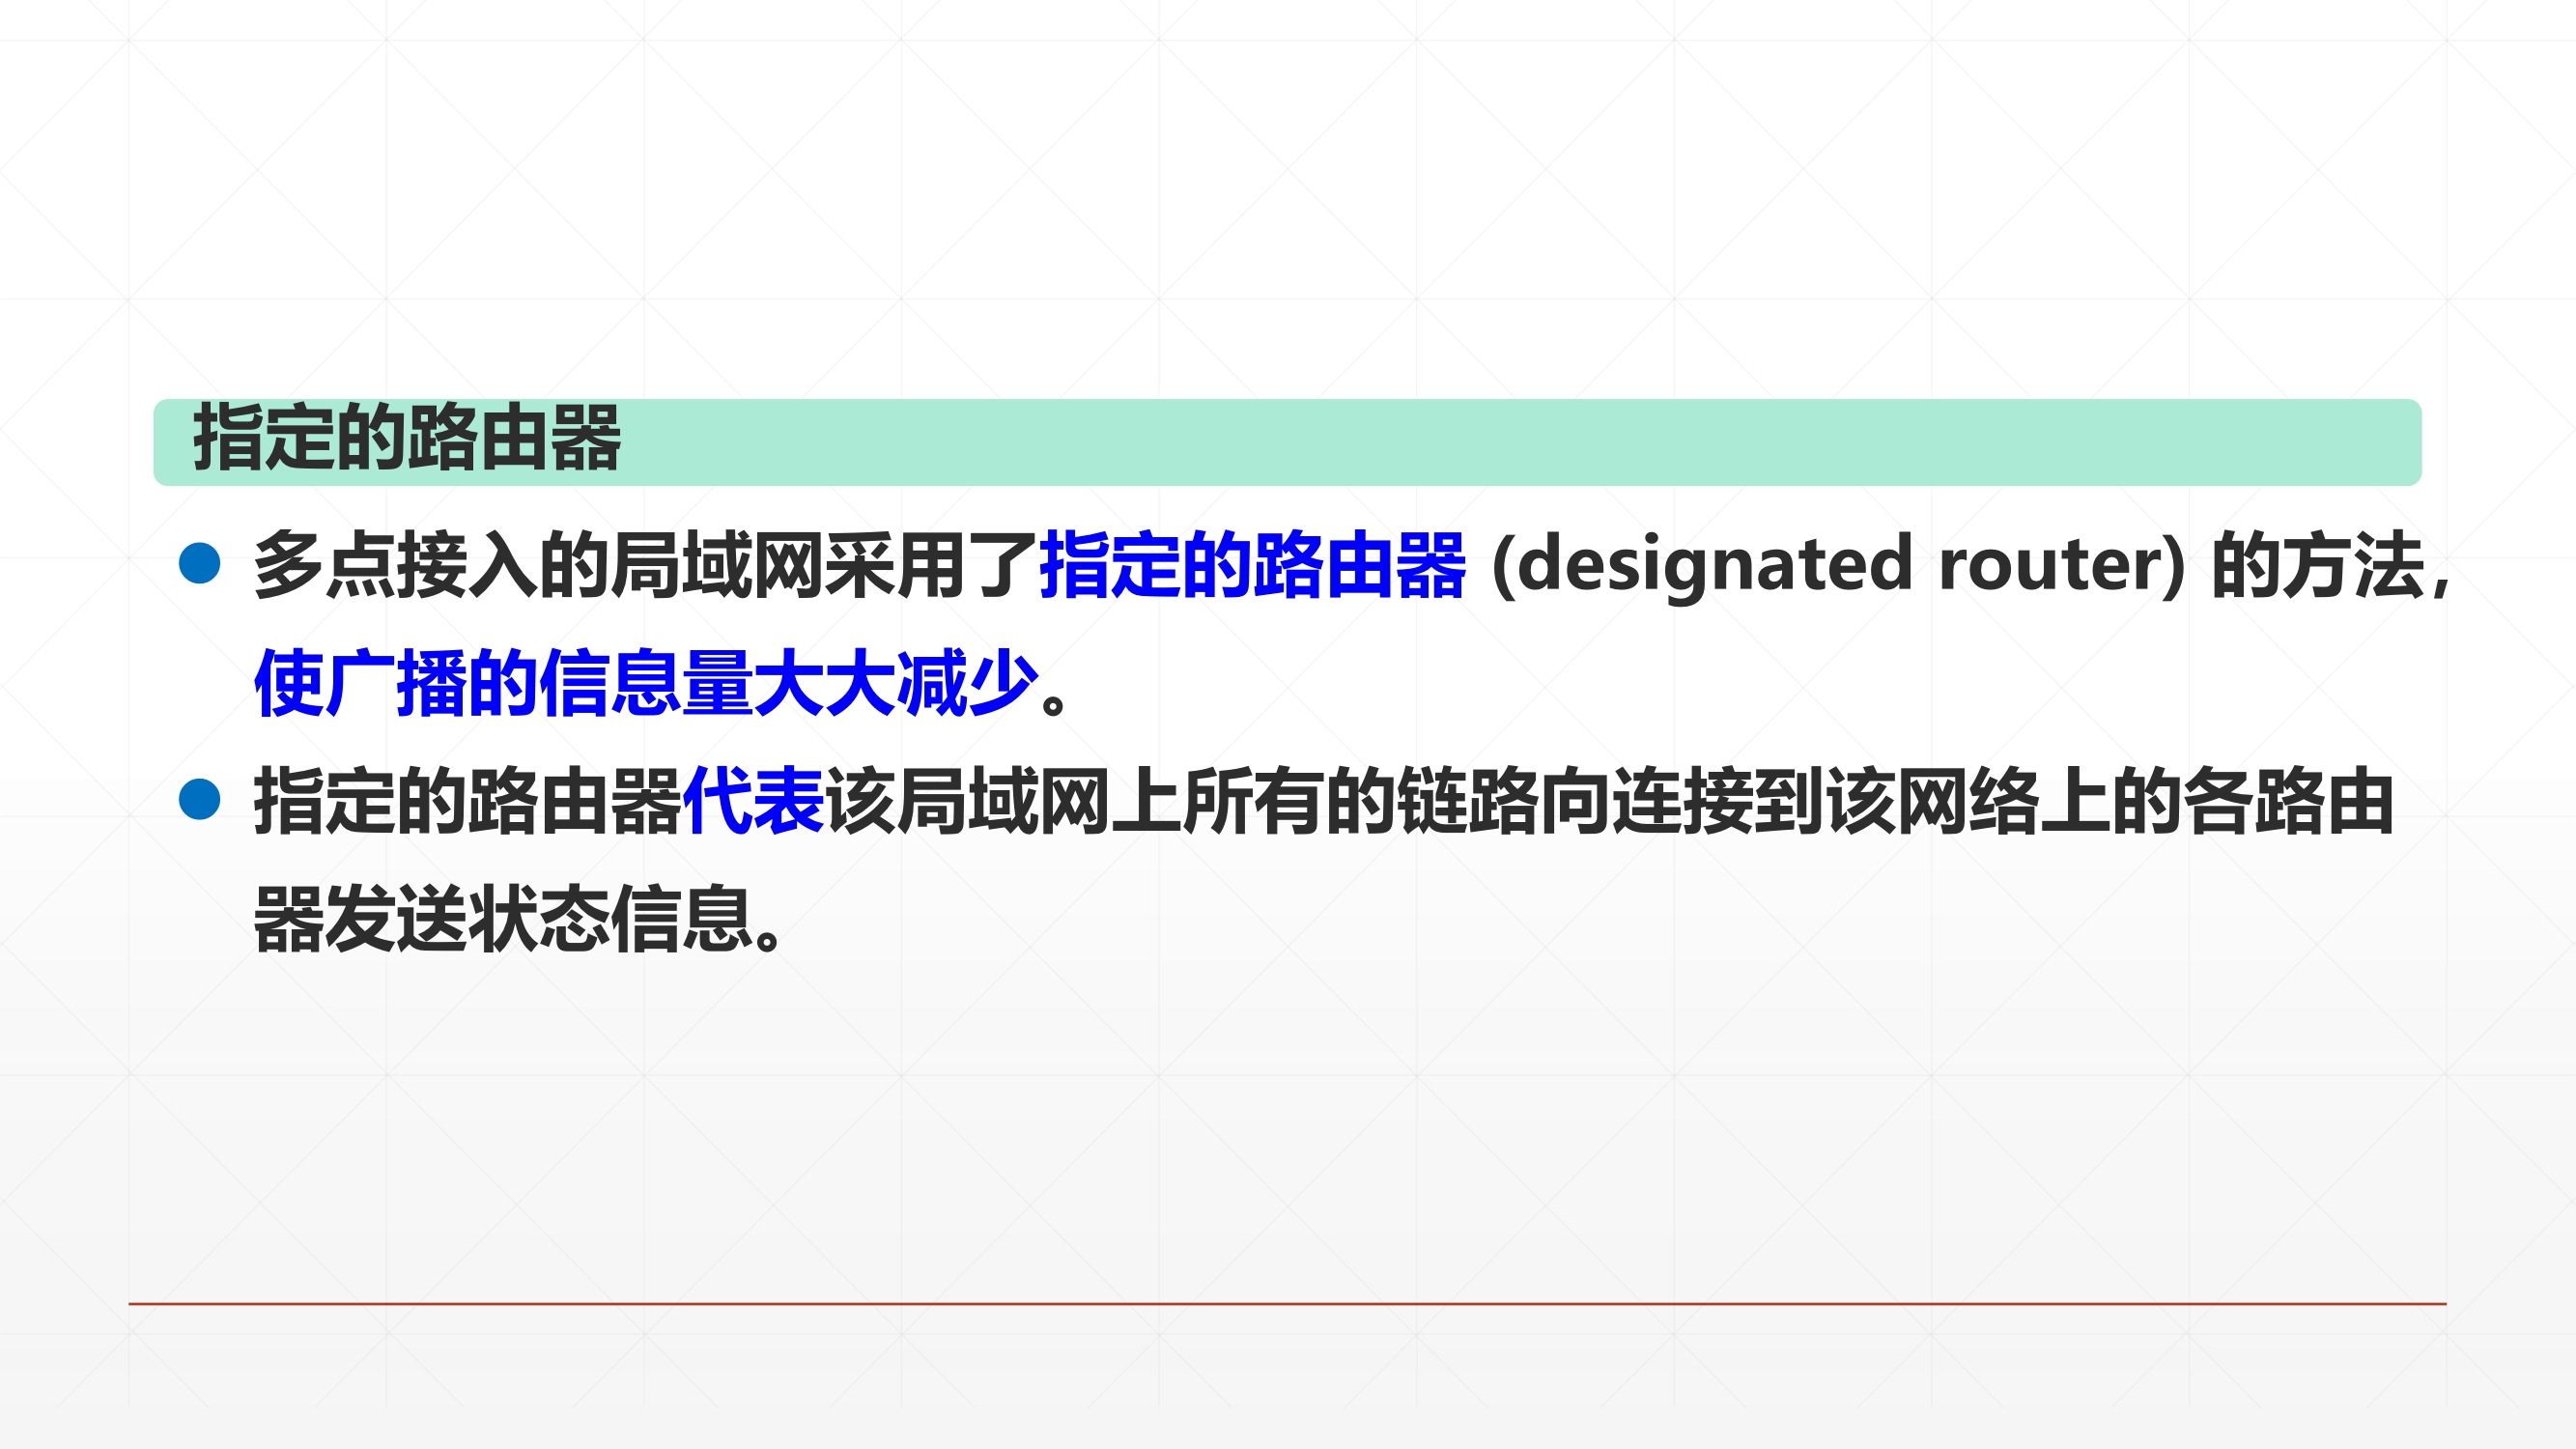 指定的路由器
多点接入的局域网采用了指定的路由器 (designated router) 的方法，
使广播的信息量大大减少。
指定的路由器代表该局域网上所有的链路向连接到该网络上的各路由
器发送状态信息。